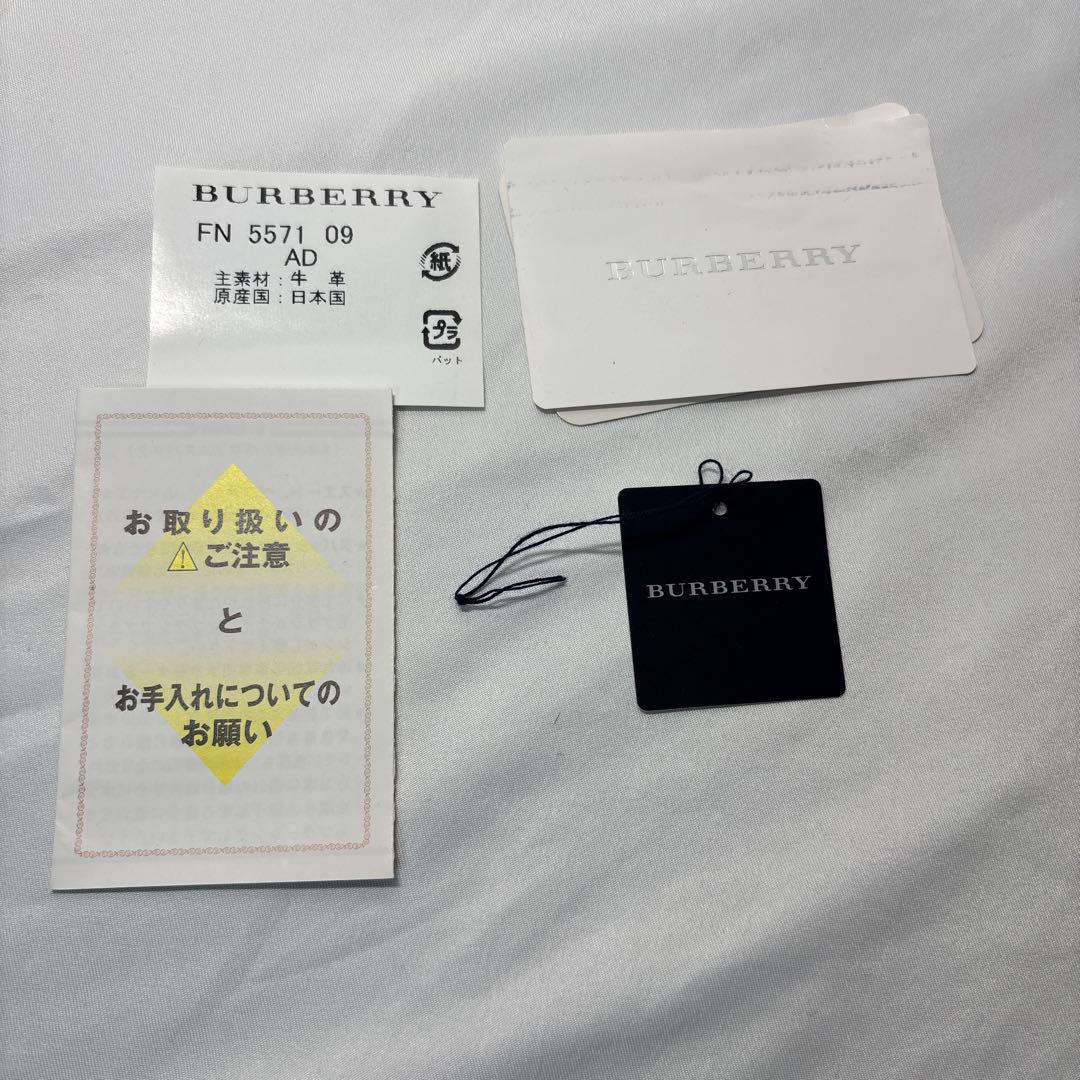 BURBERRY
FN 5571 09
AD
主素材：牛 革
原産国：日本国
紙
プラ
パット
BURBERRY
お取り扱いの
ご注意
と
お手入れについての
お願い
BURBERRY